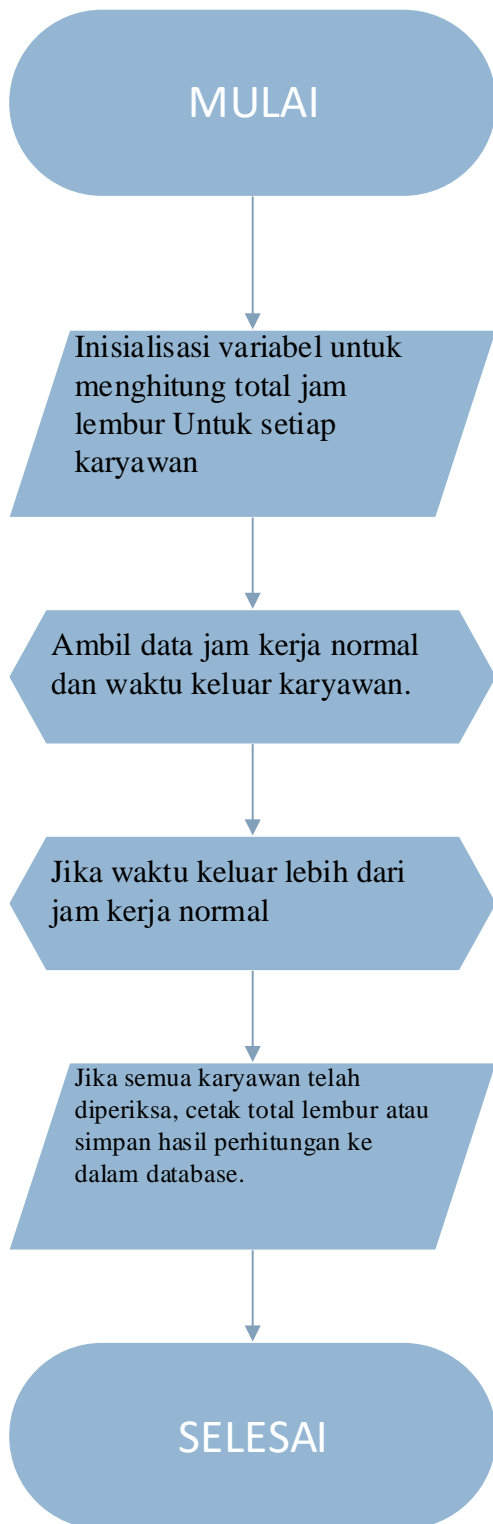 MULAI
Inisialisasi variabel untuk
menghitung total jam
lembur Untuk setiap
karyawan
Ambil data jam kerja normal
dan waktu keluar karyawan.
Jika waktu keluar lebih dari
jam kerja normal
Jika semua karyawan telah
diperiksa, cetak total lembur atau
simpan hasil perhitungan ke
dalam database.
SELESAI